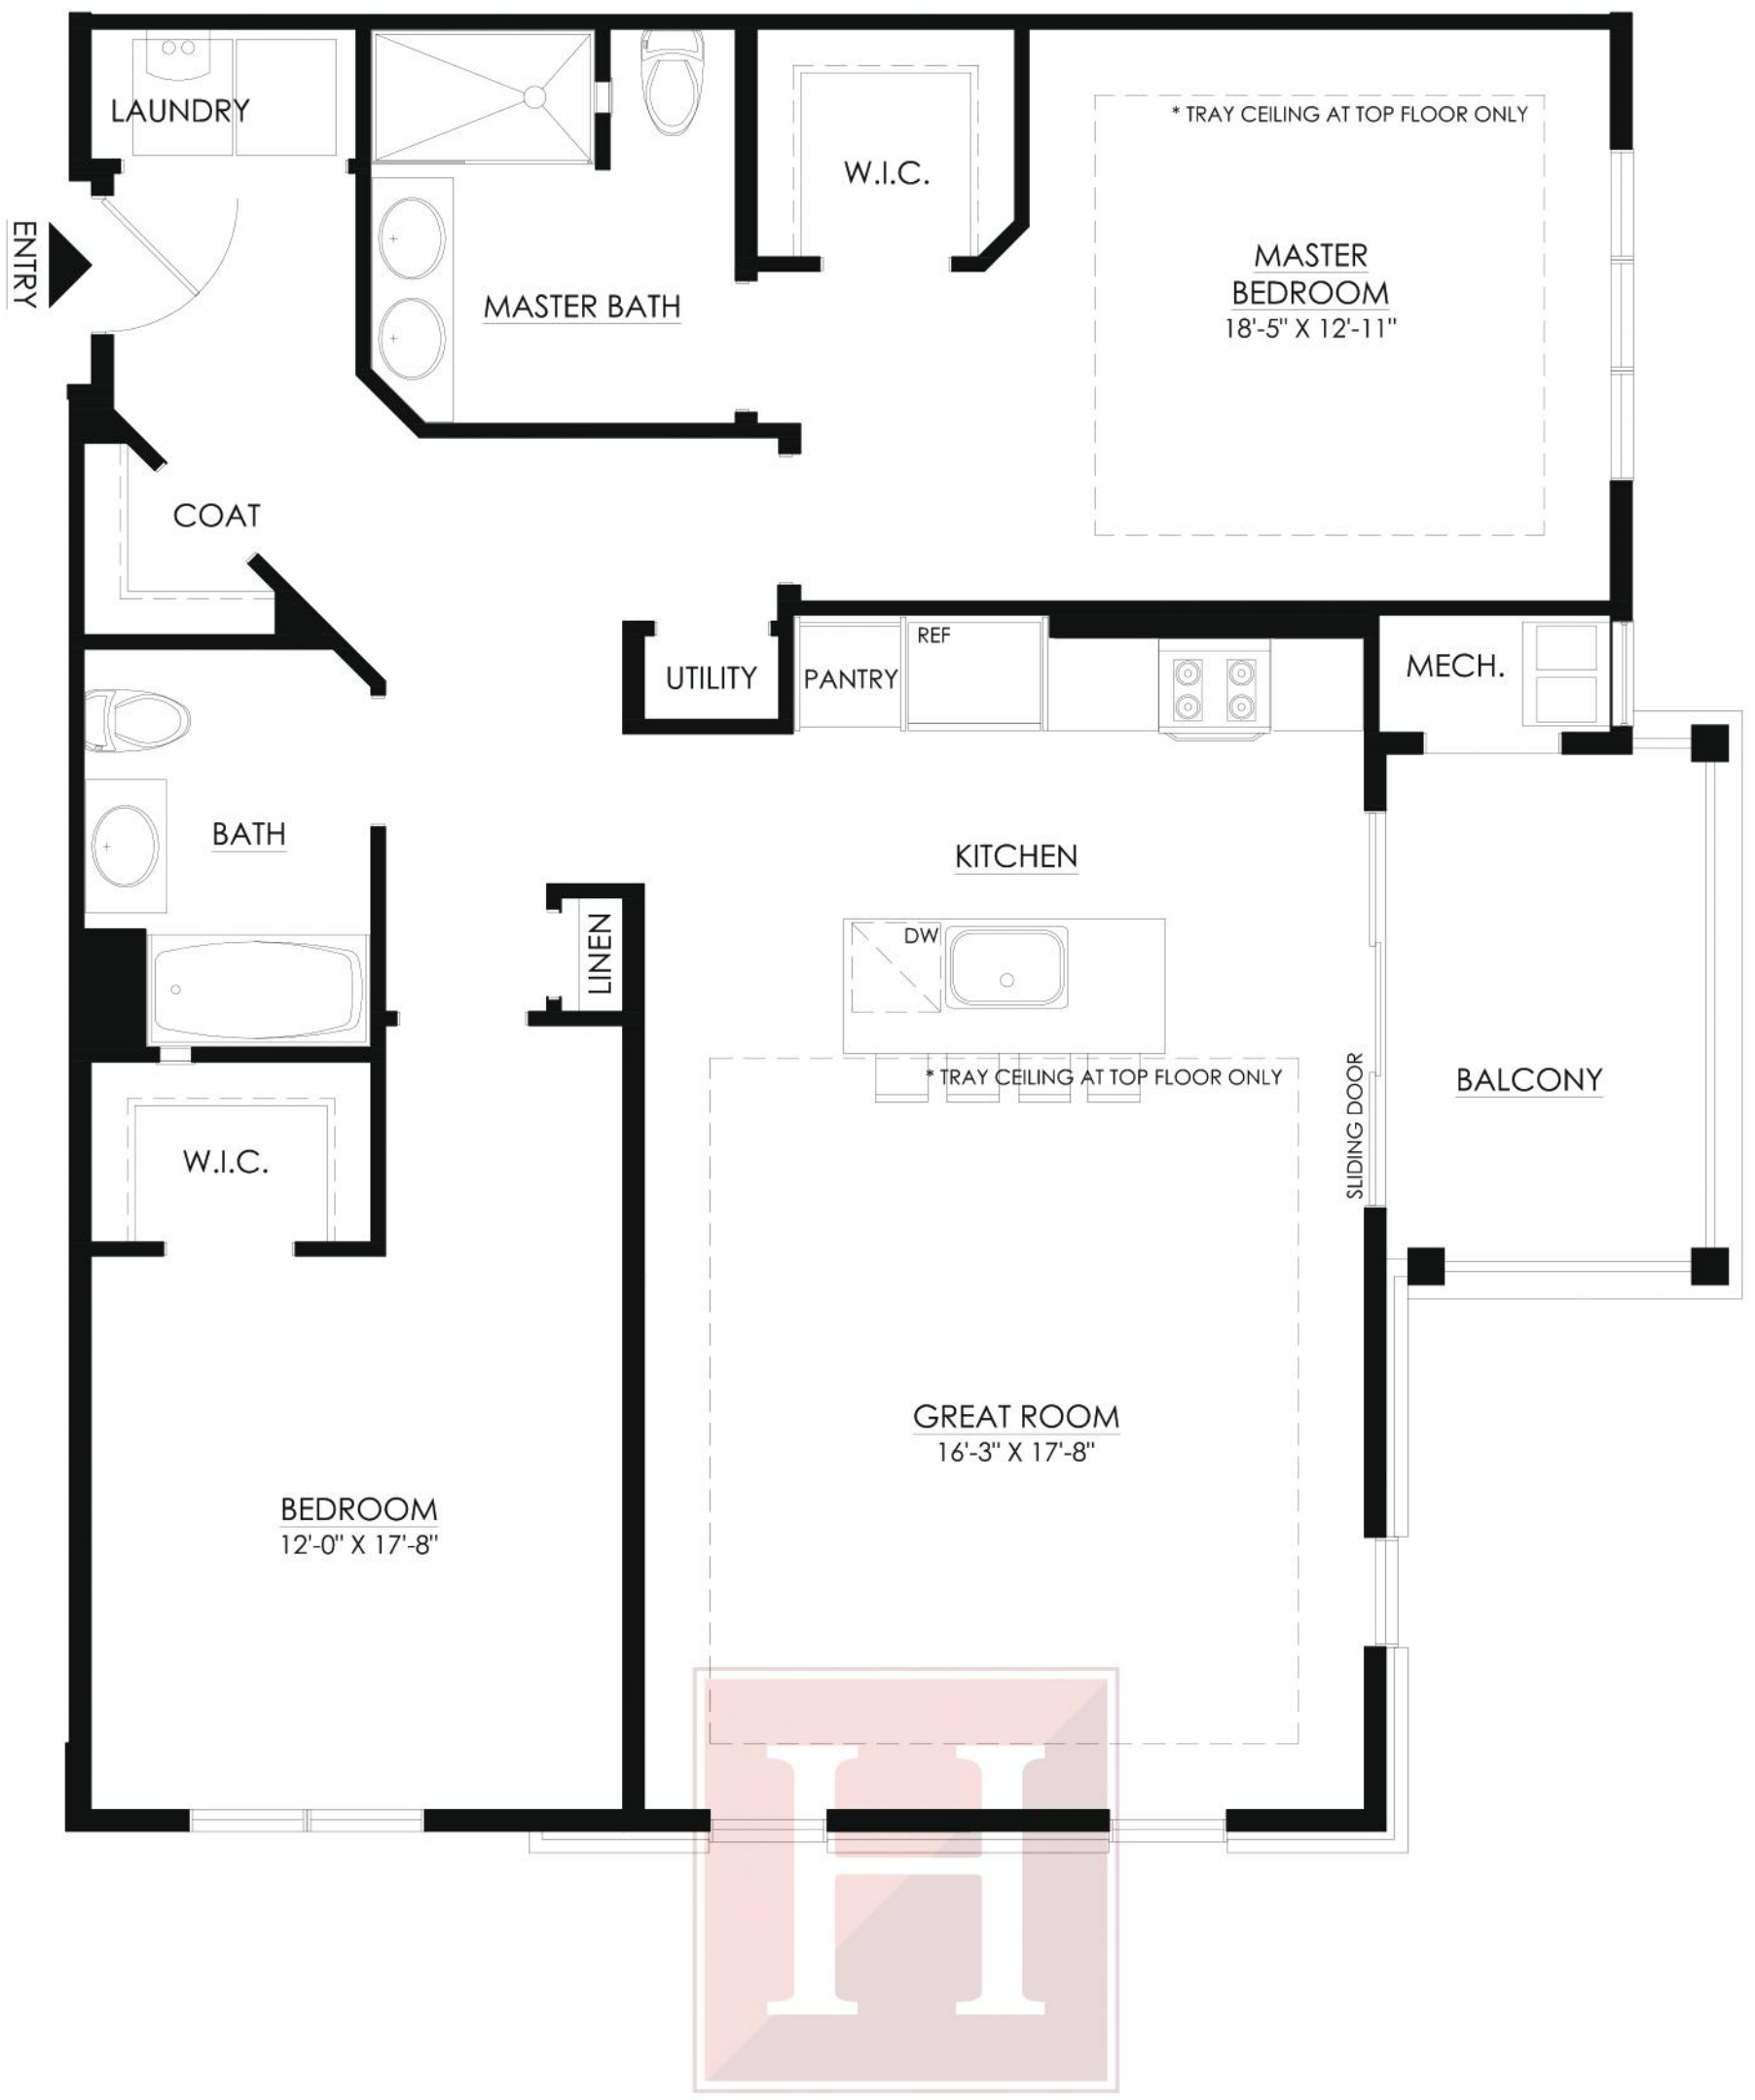 LAUNDRY
* TRAY CEILING AT TOP FLOOR ONLY
W.I.C.
ENTRY
MASTER BATH
MASTER
BEDROOM
18'-5" X 12'-11"
COAT
UTILITY
PANTRY
REF
MECH.
BATH
KITCHEN
LINEN
DW
* TRAY CEILING AT TOP FLOOR ONLY
SLIDING DOOR
BALCONY
W.I.C.
GREAT ROOM
16'-3" X 17'-8"
BEDROOM
12'-0" X 17'-8"
H